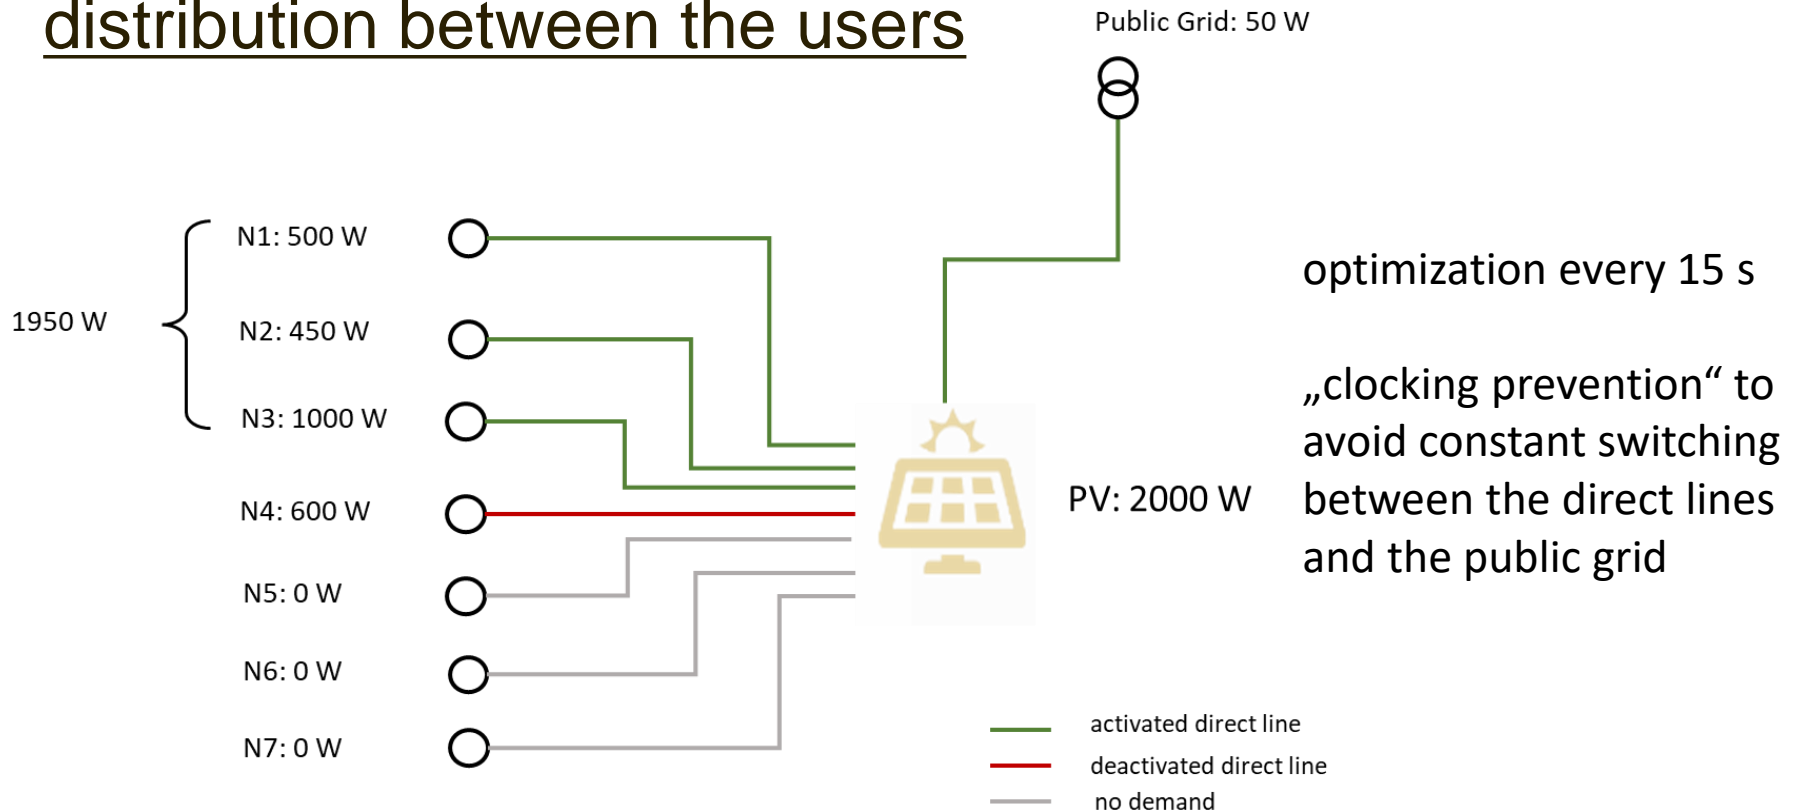 distribution between the users
Public Grid: 50 W
N1: 500 W
N2: 450 W
1950 W
N3: 1000 W
N4: 600 W
N5: 0 W
N6: 0 W
N7: 0 W
PV: 2000 W
optimization every 15 s
„clocking prevention“ to
avoid constant switching
between the direct lines
and the public grid
activated direct line
deactivated direct line
no demand